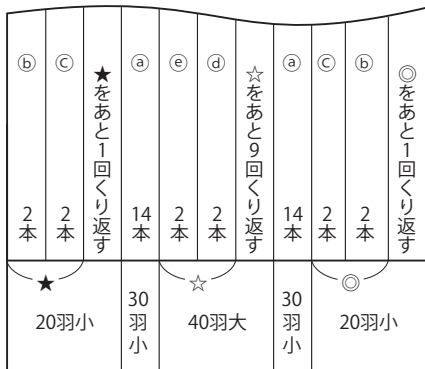 ⓑ 2本
ⓒ 2本
★をあと1回くり返す
ⓐ 14本
ⓔ 2本
ⓓ 2本
☆をあと9回くり返す
ⓐ 14本
ⓒ 2本
ⓑ 2本
◎をあと1回くり返す
★
20羽小
30羽小
☆
40羽大
30羽小
◎
20羽小